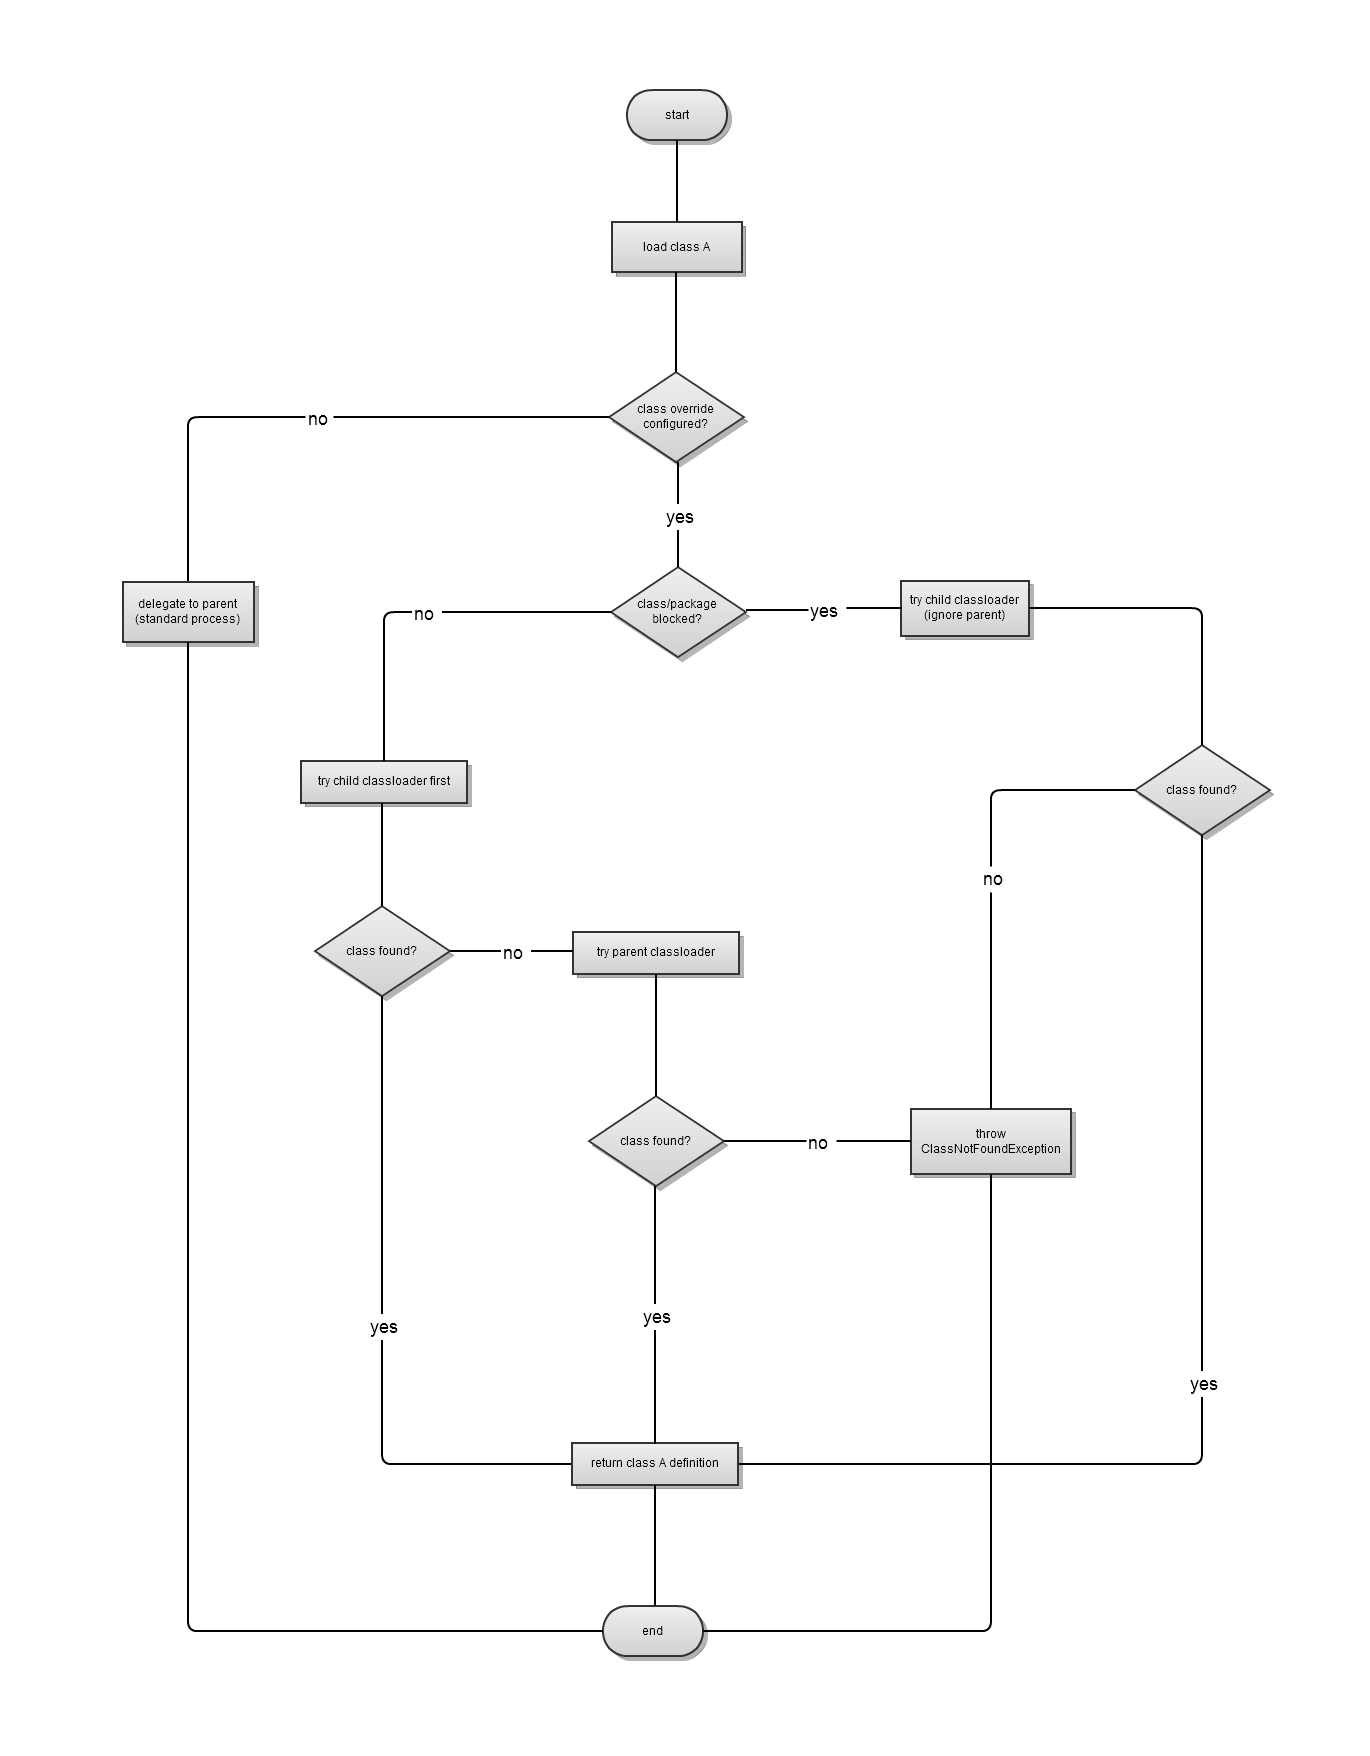 start
load class A
class override
configured?
no
yes
delegate to parent
(standard process)
no
class/package
blocked?
yes
try child classloader
(ignore parent)
try child classloader first
class found?
no
class found?
no
try parent classloader
class found?
no
throw
ClassNotFoundException
yes
yes
yes
return class A definition
end